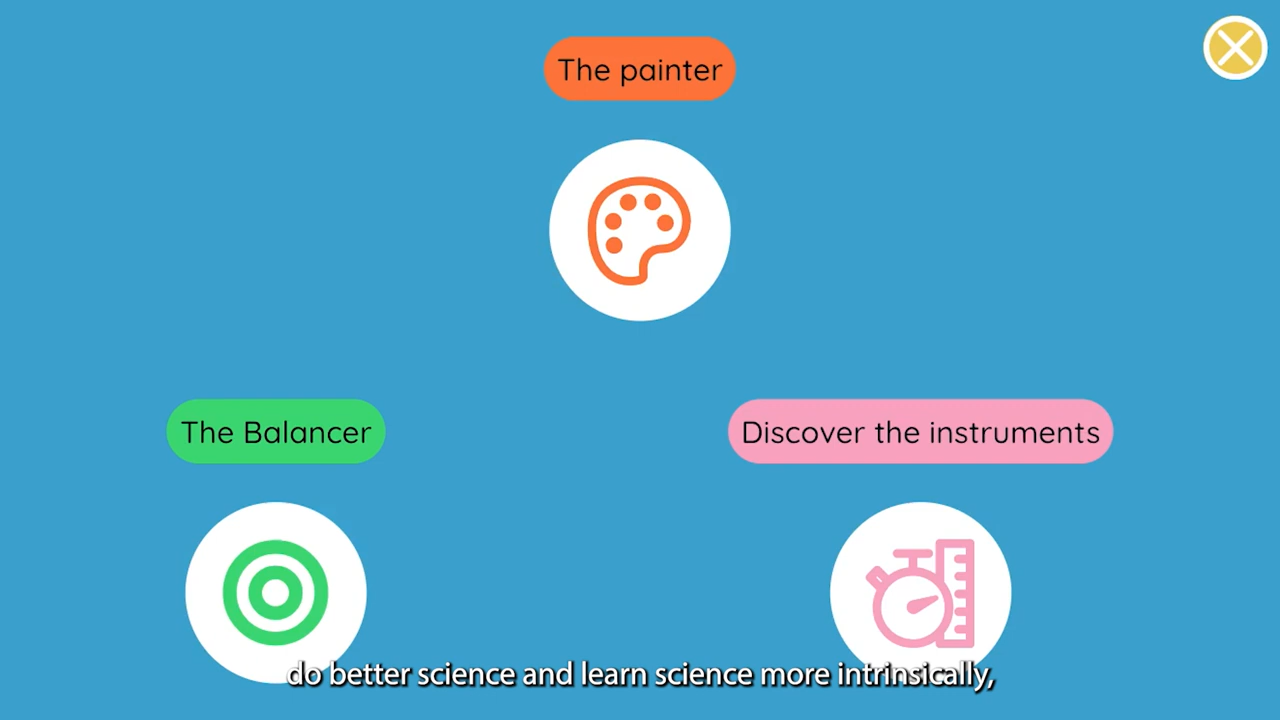 The painter
The Balancer
Discover the instruments
do better science and learn science more intrinsically,